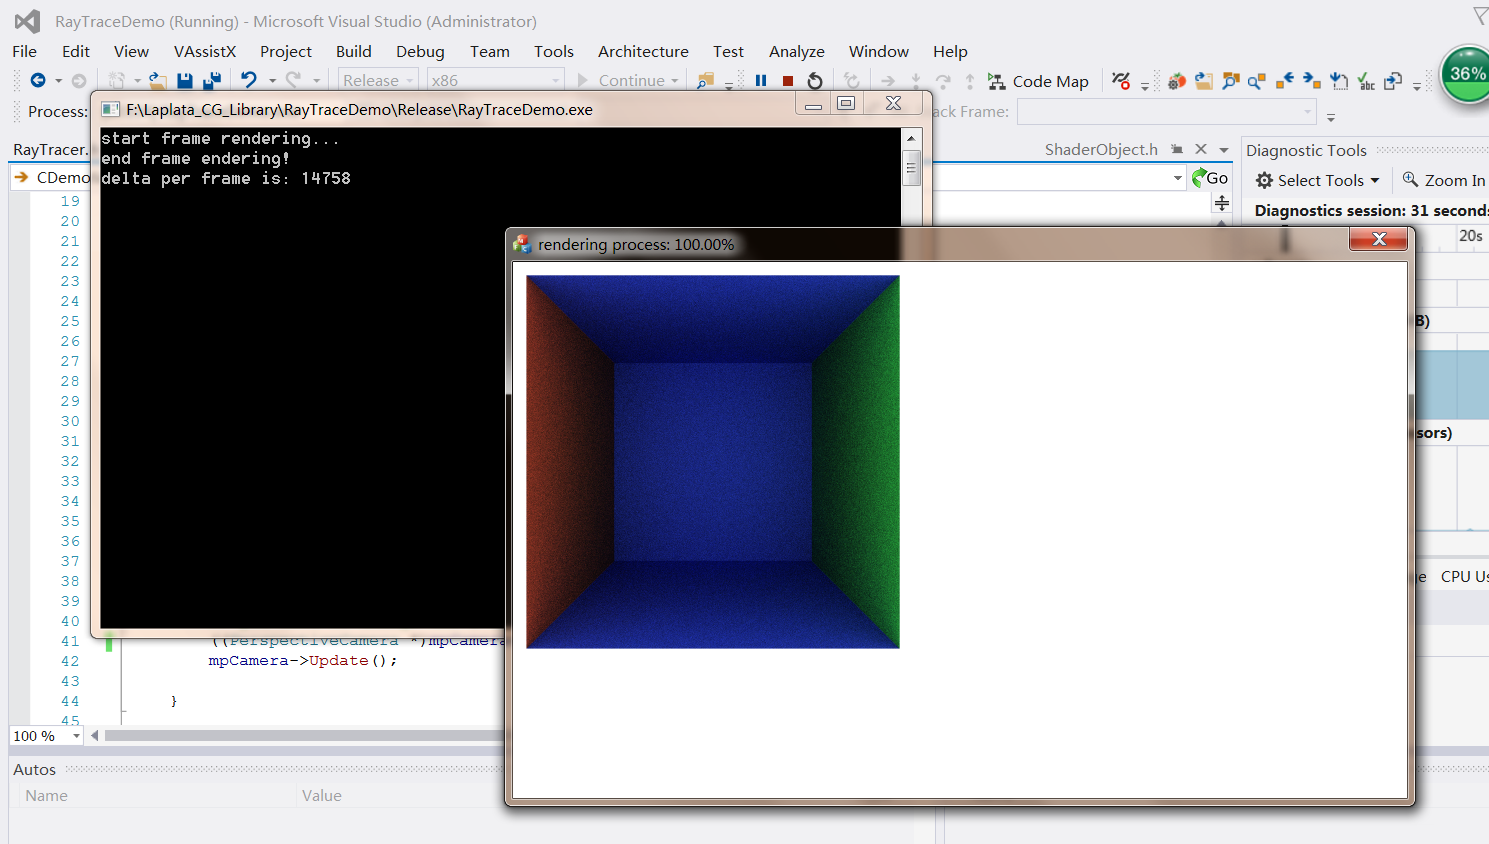 RayTraceDemo (Running) - Microsoft Visual Studio (Administrator)
File Edit View VAssistX Project Build Debug Team Tools Architecture Test Analyze Window Help
Release x86 Continue Code Map
36%
Process:
ck Frame:
F:\Laplata_CG_Library\RayTraceDemo\Release\RayTraceDemo.exe
start frame rendering...
end frame endering!
delta per frame is: 14758
RayTracer.
ShaderObject.h
CDemo
Go
Diagnostic Tools
Select Tools Zoom In
Diagnostics session: 31 seconds
20s
B)
sors)
e CPU Us
rendering process: 100.00%
19
20
21
22
23
24
25
26
27
28
29
30
31
32
33
34
35
36
37
38
39
40
41 ((PerspectiveCamera *)mpCamera
42 mpCamera->Update();
43
44 }
45
100 %
Autos
Name Value